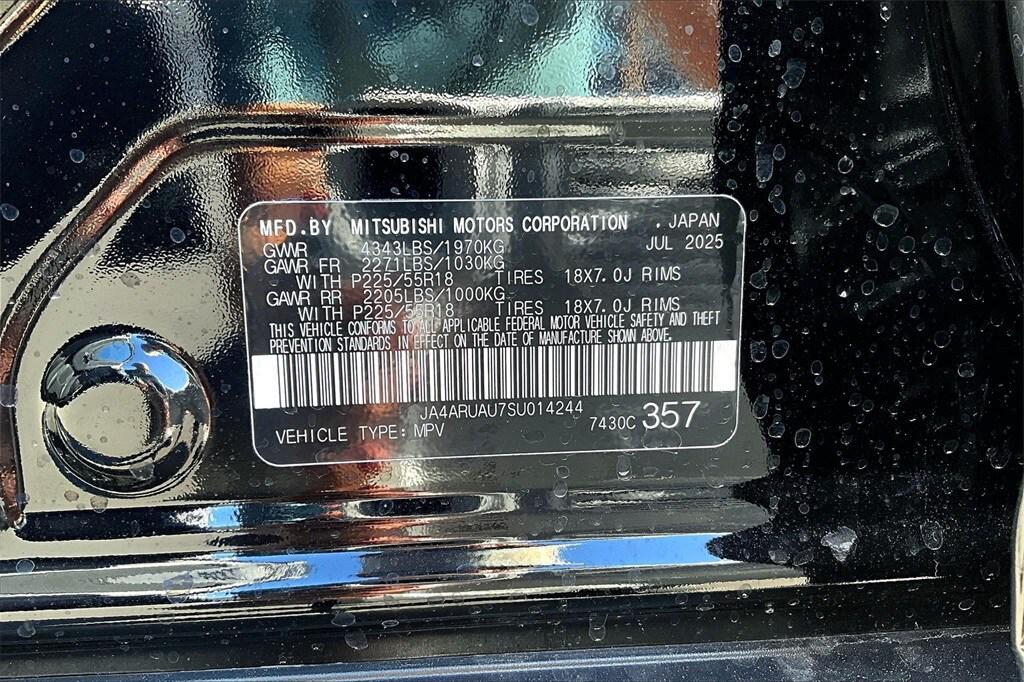 MFD.BY MITSUBISHI MOTORS CORPORATION , JAPAN
GVWR 4343LBS/1970KG JUL 2025
GAWR FR 2271LBS/1030KG
WITH P225/55R18 TIRES 18X7.0J RIMS
GAWR RR 2205LBS/1000KG
WITH P225/55R18 TIRES 18X7.0J RIMS
THIS VEHICLE CONFORMS TO ALL APPLICABLE FEDERAL MOTOR VEHICLE SAFETY AND THEFT
PREVENTION STANDARDS IN EFFECT ON THE DATE OF MANUFACTURE SHOWN ABOVE.
JA4ARUAU7SU014244
VEHICLE TYPE: MPV 7430C 357